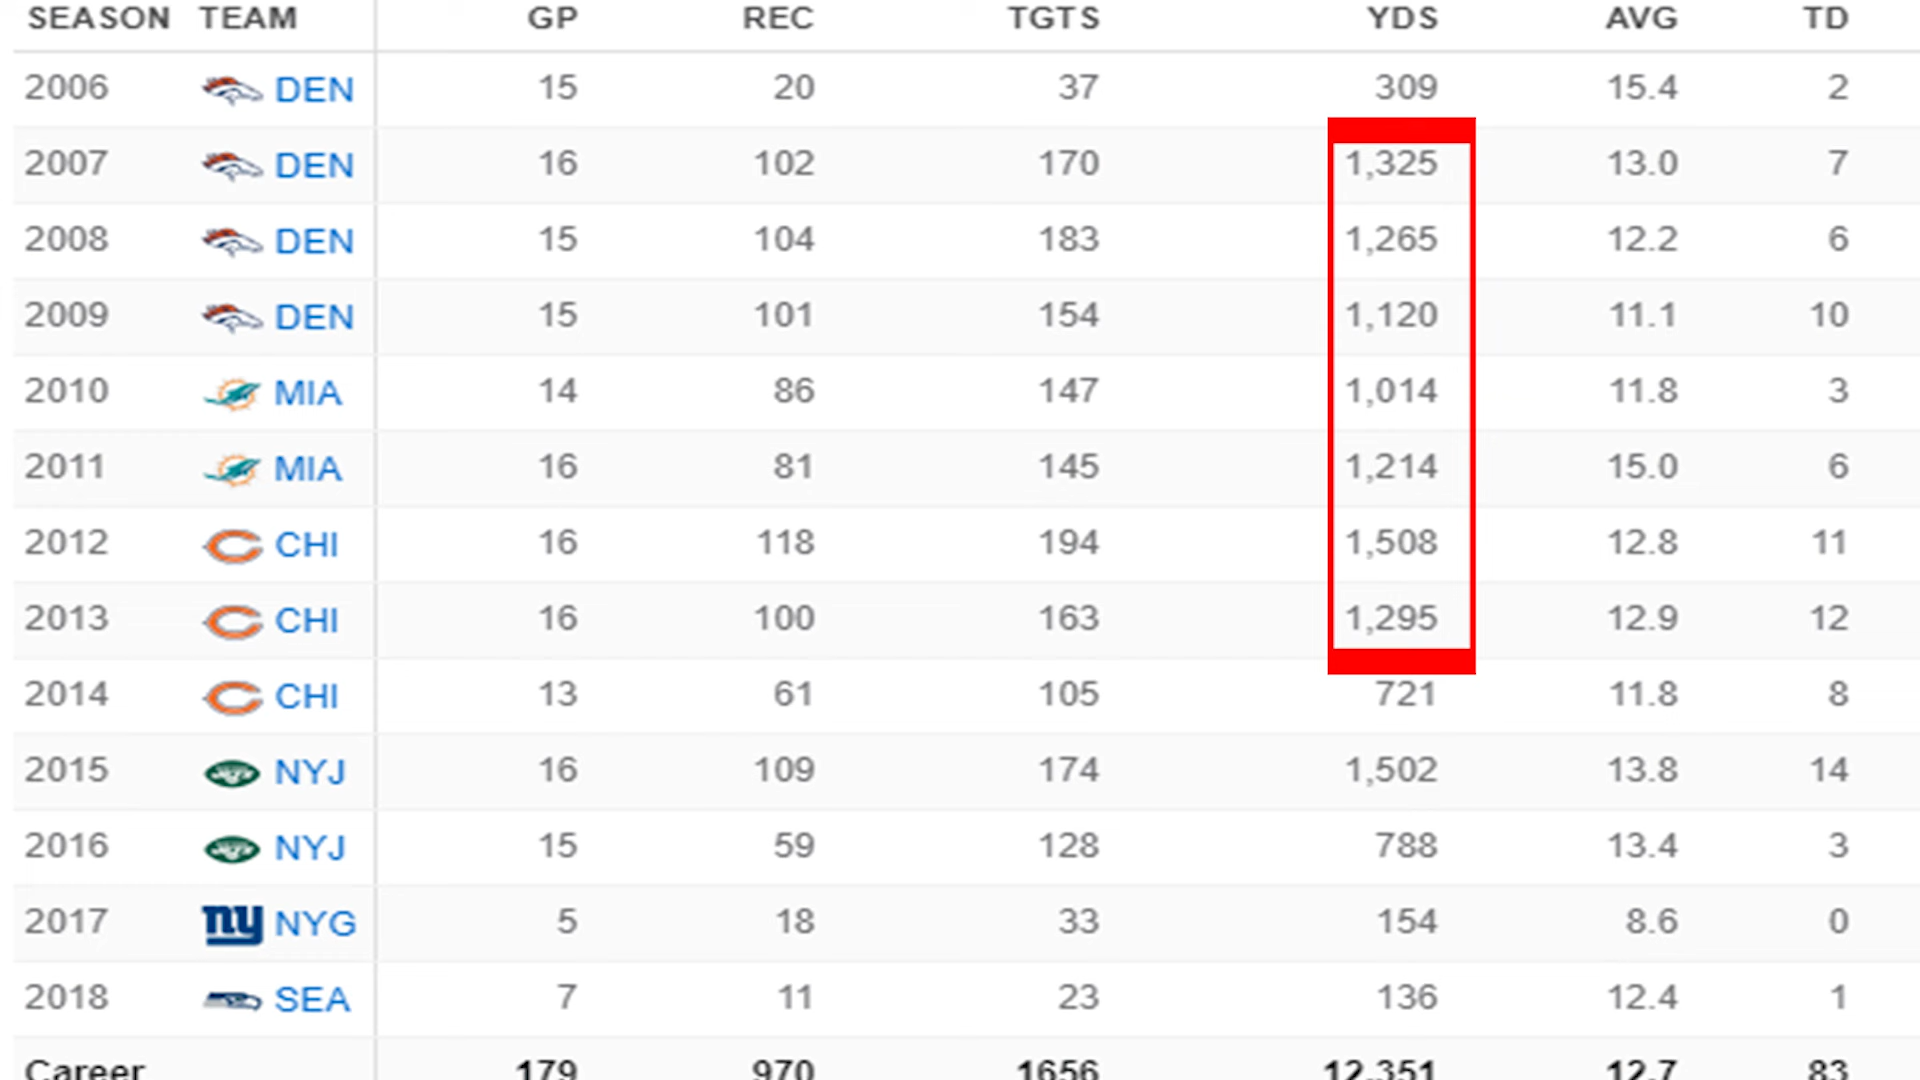 SEASON TEAM GP REC TGTS YDS AVG TD
2006 DEN 15 20 37 309 15.4 2
2007 DEN 16 102 170 1,325 13.0 7
2008 DEN 15 104 183 1,265 12.2 6
2009 DEN 15 101 154 1,120 11.1 10
2010 MIA 14 86 147 1,014 11.8 3
2011 MIA 16 81 145 1,214 15.0 6
2012 CHI 16 118 194 1,508 12.8 11
2013 CHI 16 100 163 1,295 12.9 12
2014 CHI 13 61 105 721 11.8 8
2015 NYJ 16 109 174 1,502 13.8 14
2016 NYJ 15 59 128 788 13.4 3
2017 ny NYG 5 18 33 154 8.6 0
2018 SEA 7 11 23 136 12.4 1
Career 179 970 1656 12,351 12.7 83